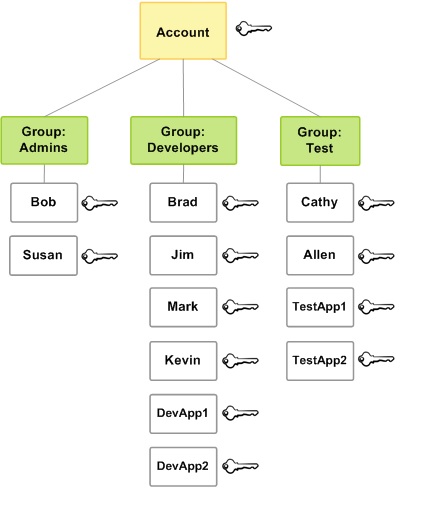 Account
Group:
Admins
Group:
Developers
Group:
Test
Bob
Brad
Cathy
Susan
Jim
Allen
Mark
TestApp1
Kevin
TestApp2
DevApp1
DevApp2